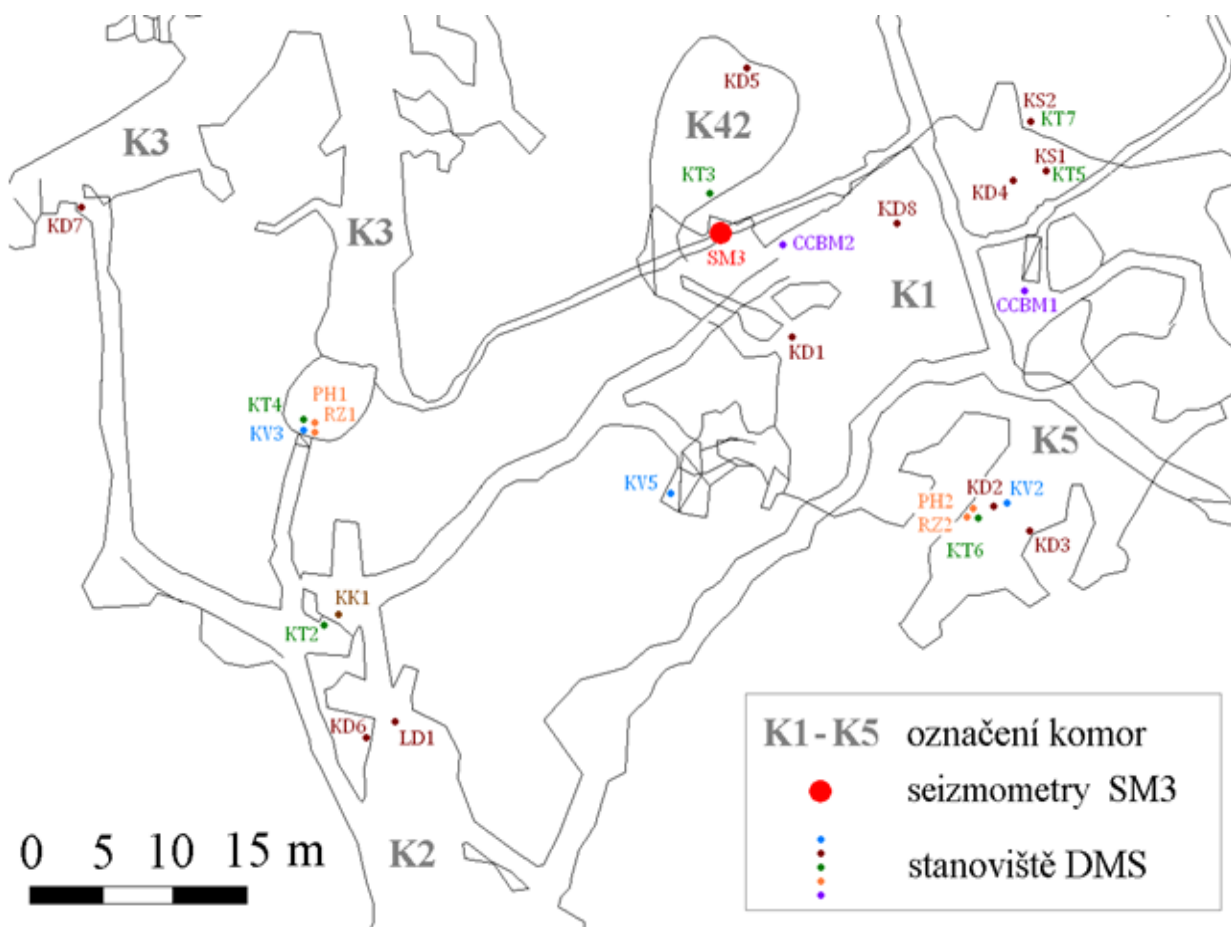 KD5
K42
KS2
KT7
K3
KS1
KT5
KT3
KD4
KD7
K3
KD8
SM3
CCBM2
K1
CCBM1
KD1
PH1
KT4
RZ1
KV3
K5
KV5
PH2
KD2
KV2
RZ2
KT6
KD3
KK1
KT2
KD6
LD1
K2
0 5 10 15 m
K1-K5 označení komor
seizmometry SM3
stanoviště DMS